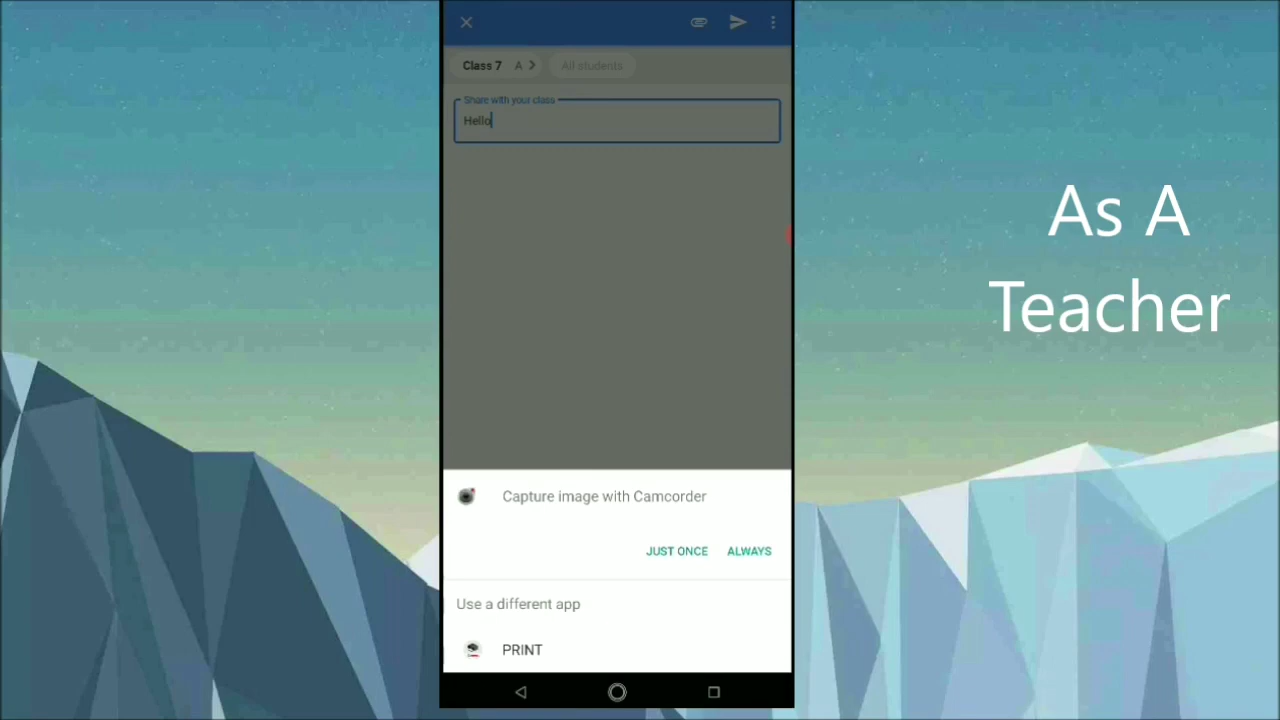 Class 7 A
All students
Share with your class
Hello
As A
Teacher
Capture image with Camcorder
JUST ONCE ALWAYS
Use a different app
PRINT